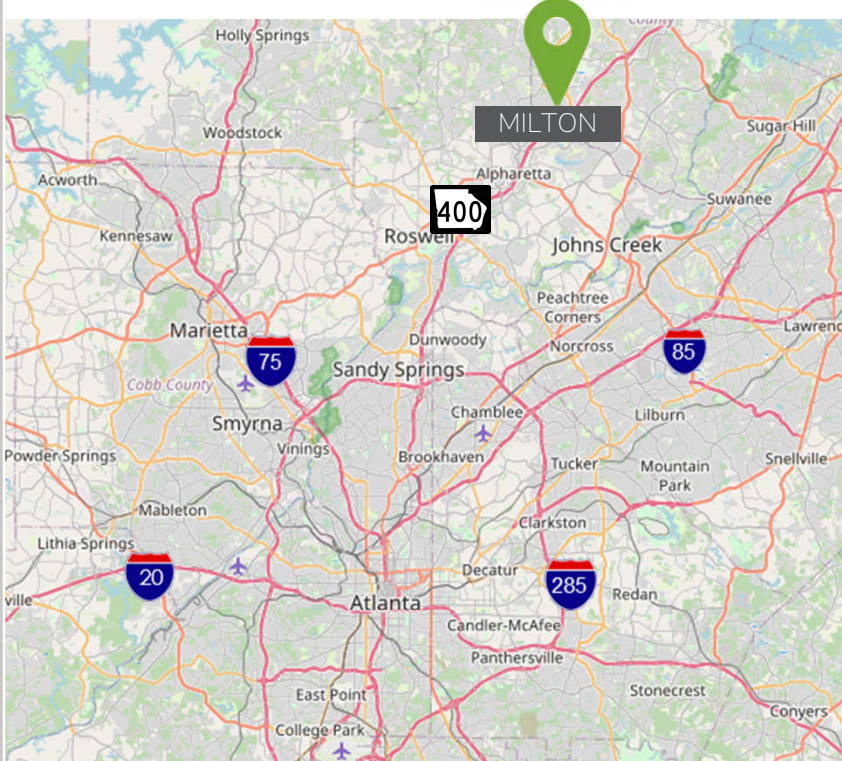 County
Holly Springs
MILTON
Woodstock
Sugar Hill
Alpharetta
Acworth
Suwanee
400
Kennesaw
Roswell
Johns Creek
Peachtree
Corners
Marietta
Dunwoody
Norcross
Lawrenc
75
85
Sandy Springs
Cobb County
Chamblee
Lilburn
Smyrna
Vinings
Brookhaven
Powder Springs
Tucker
Mountain
Park
Snellville
Mableton
Clarkston
Lithia Springs
20
Decatur
285
ville
Redan
Atlanta
Candler-McAfee
Panthersville
East Point
Stonecrest
Conyers
College Park